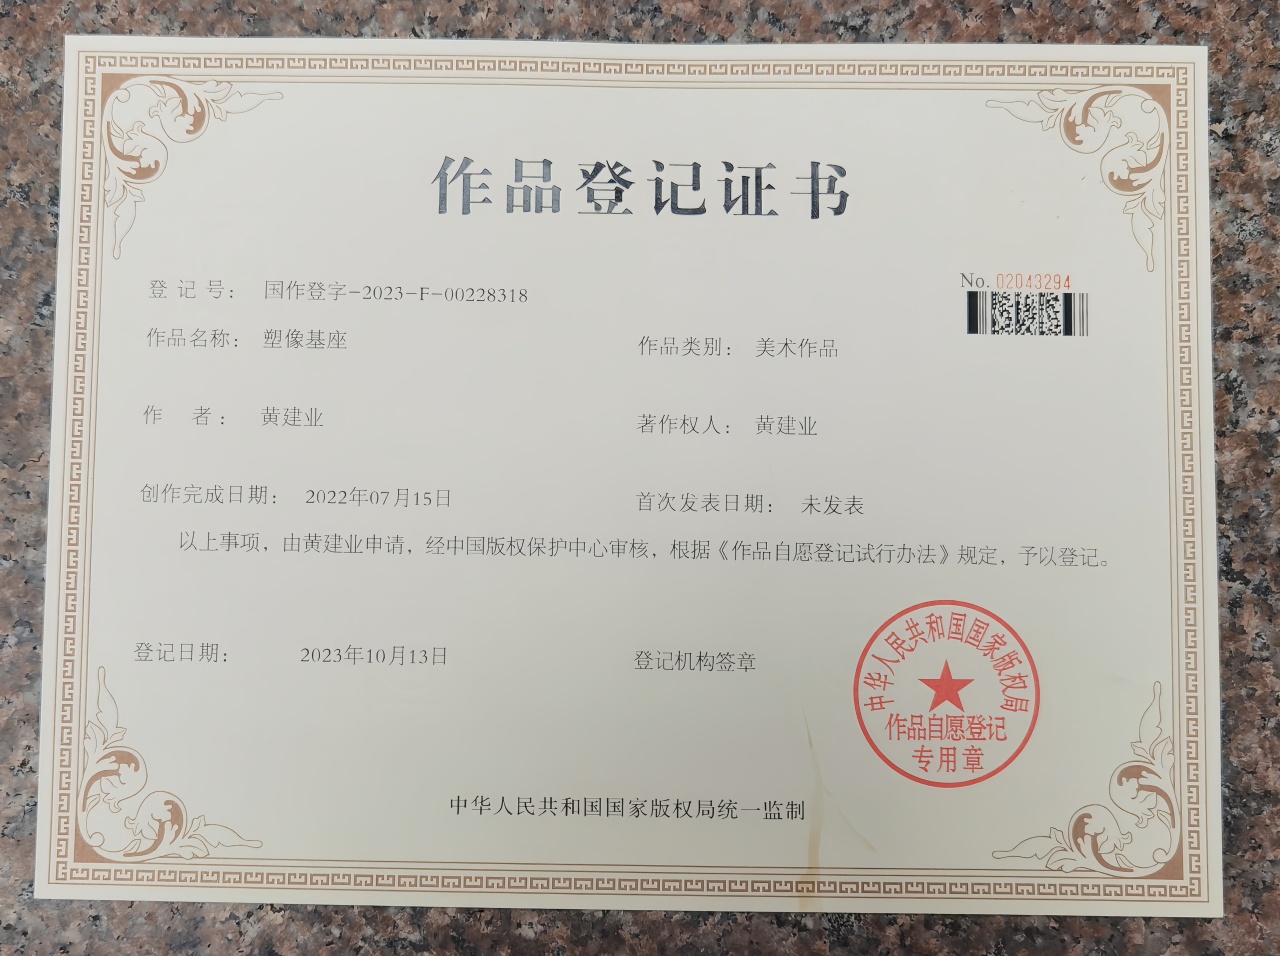 作品登记证书
No. 02043294
登记号： 国作登字-2023-F-00228318
作品名称： 塑像基座
作品类别： 美术作品
作 者： 黄建业
著作权人： 黄建业
创作完成日期： 2022年07月15日
首次发表日期： 未发表
以上事项，由黄建业申请，经中国版权保护中心审核，根据《作品自愿登记试行办法》规定，予以登记。
登记日期： 2023年10月13日
登记机构签章
中华人民共和国国家版权局
作品自愿登记
专用章
中华人民共和国国家版权局统一监制